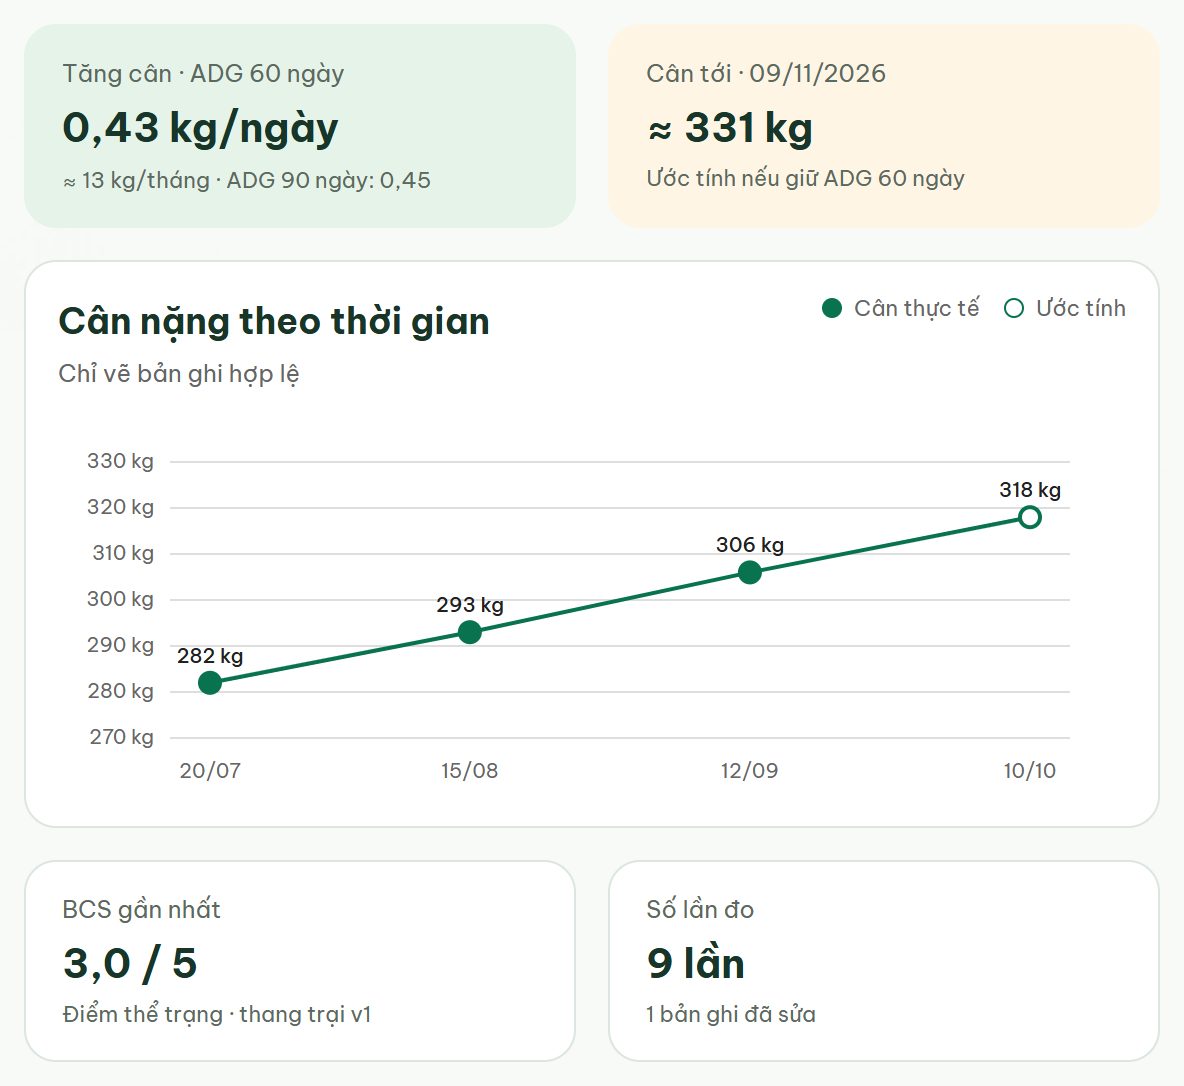 Tăng cân · ADG 60 ngày
0,43 kg/ngày
≈ 13 kg/tháng · ADG 90 ngày: 0,45
Cân tới · 09/11/2026
≈ 331 kg
Ước tính nếu giữ ADG 60 ngày
Cân nặng theo thời gian
Cân thực tế
Ước tính
Chỉ vẽ bản ghi hợp lệ
330 kg
320 kg
310 kg
300 kg
290 kg
280 kg
270 kg
282 kg
293 kg
306 kg
318 kg
20/07
15/08
12/09
10/10
BCS gần nhất
3,0 / 5
Điểm thể trạng · thang trại v1
Số lần đo
9 lần
1 bản ghi đã sửa